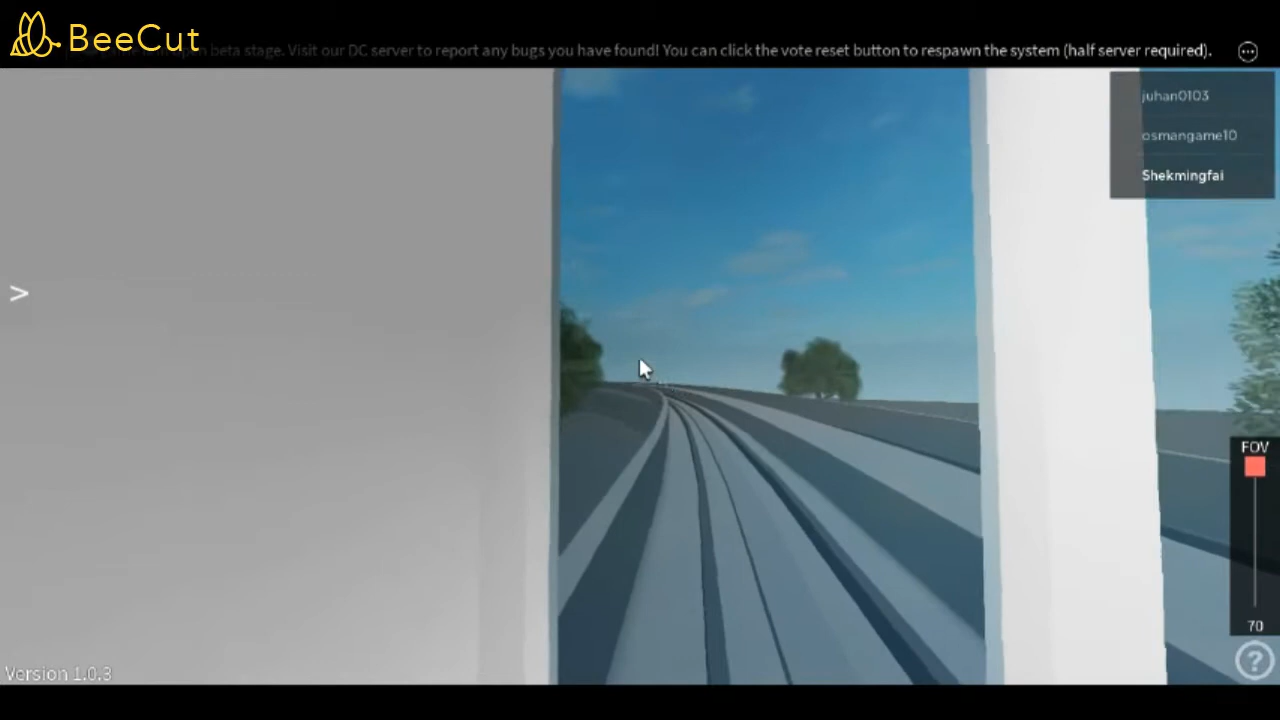 BeeCut
beta stage. Visit our DC server to report any bugs you have found! You can click the vote reset button to respawn the system (half server required).
juhan0103
osmangame10
Shekmingfai
>
FOV
70
?
Version 1.0.3